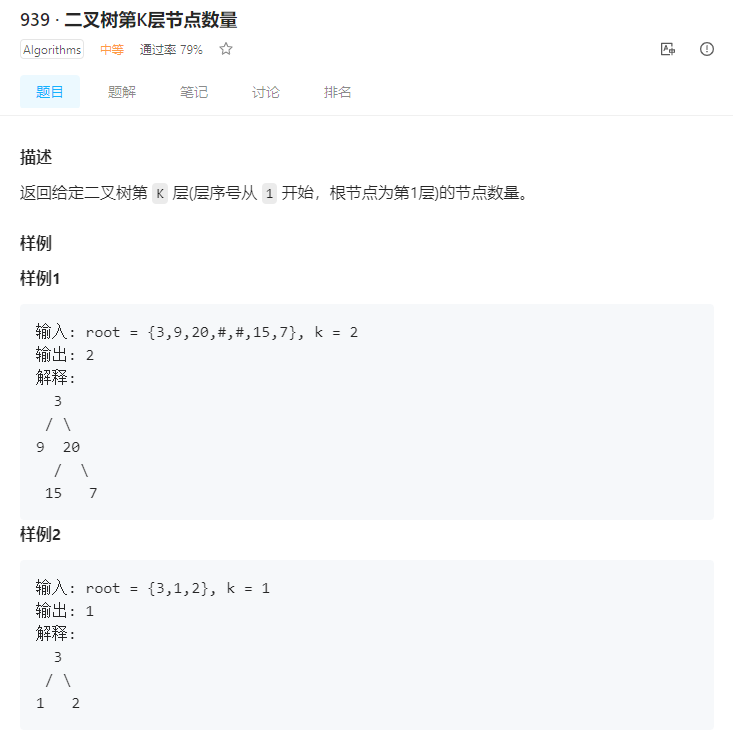 939 · 二叉树第K层节点数量
Algorithms 中等 通过率 79%
题目 题解 笔记 讨论 排名
描述
返回给定二叉树第 K 层(层序号从 1 开始，根节点为第1层)的节点数量。
样例
样例1
输入: root = {3,9,20,#,#,15,7}, k = 2
输出: 2
解释:
  3
 / \
9  20
  /  \
 15   7
样例2
输入: root = {3,1,2}, k = 1
输出: 1
解释:
  3
 / \
1   2